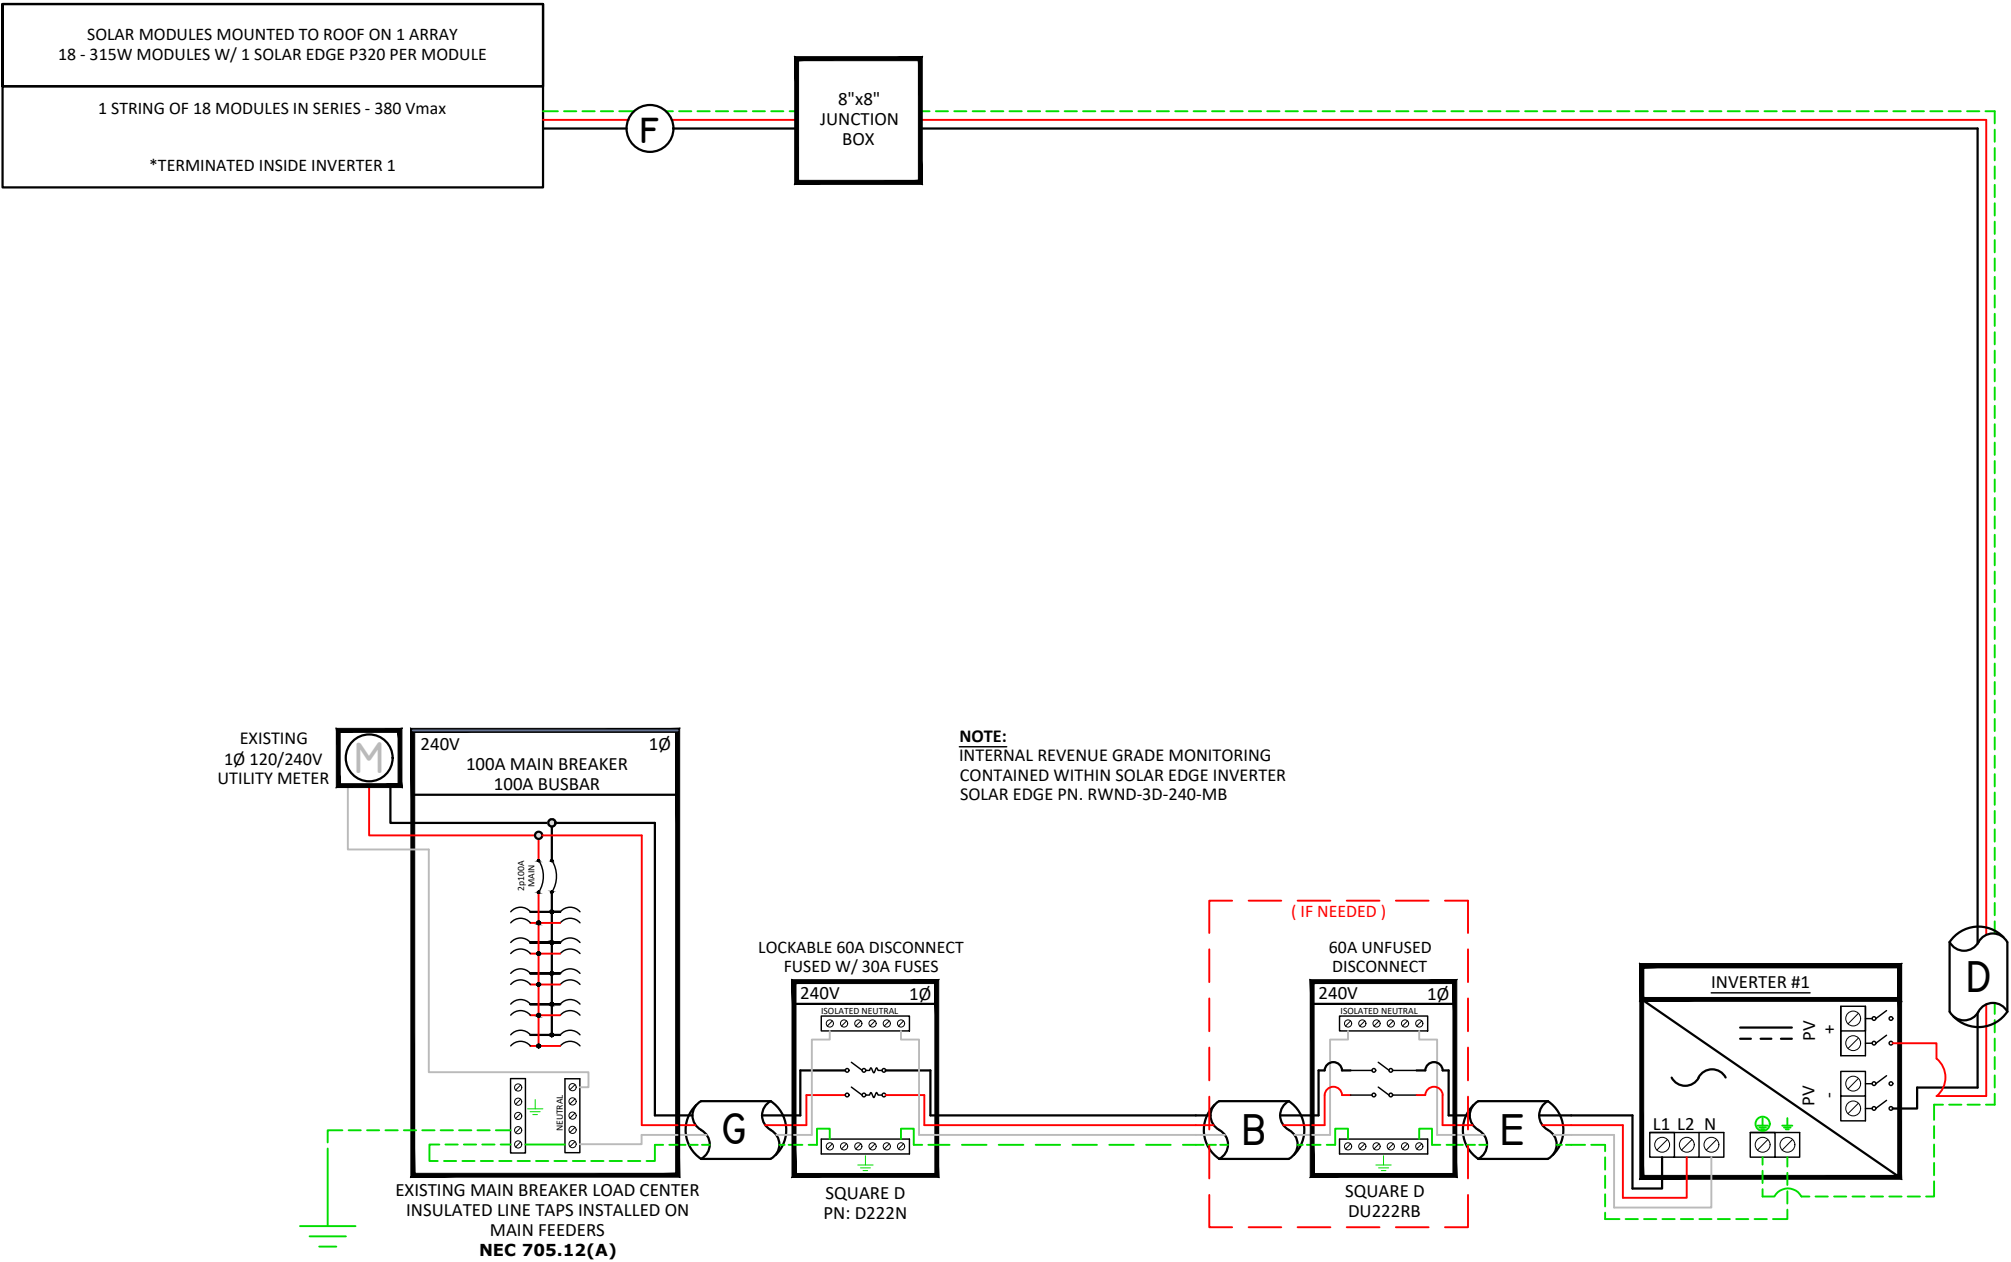 SOLAR MODULES MOUNTED TO ROOF ON 1 ARRAY
18 - 315W MODULES W/ 1 SOLAR EDGE P320 PER MODULE
1 STRING OF 18 MODULES IN SERIES - 380 Vmax
*TERMINATED INSIDE INVERTER 1
F
8"x8"
JUNCTION
BOX
EXISTING
1Ø 120/240V
UTILITY METER
M
240V
1Ø
100A MAIN BREAKER
100A BUSBAR
2p100A
MAIN
NEUTRAL
EXISTING MAIN BREAKER LOAD CENTER
INSULATED LINE TAPS INSTALLED ON
MAIN FEEDERS
NEC 705.12(A)
G
NOTE:
INTERNAL REVENUE GRADE MONITORING
CONTAINED WITHIN SOLAR EDGE INVERTER
SOLAR EDGE PN. RWND-3D-240-MB
LOCKABLE 60A DISCONNECT
FUSED W/ 30A FUSES
240V
1Ø
ISOLATED NEUTRAL
SQUARE D
PN: D222N
B
( IF NEEDED )
60A UNFUSED
DISCONNECT
240V
1Ø
ISOLATED NEUTRAL
SQUARE D
DU222RB
E
INVERTER #1
PV +
PV -
L1 L2 N
D